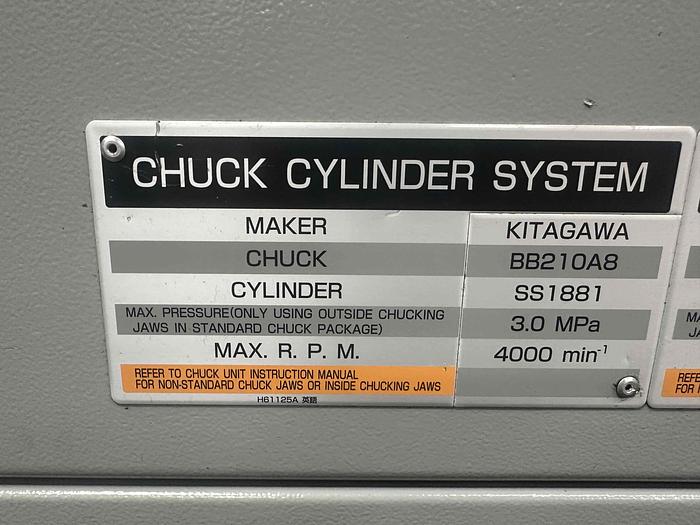 CHUCK CYLINDER SYSTEM
MAKER KITAGAWA
CHUCK BB210A8
CYLINDER SS1881
MAX. PRESSURE(ONLY USING OUTSIDE CHUCKING
JAWS IN STANDARD CHUCK PACKAGE) 3.0 MPa
MAX. R. P. M. 4000 min⁻¹
REFER TO CHUCK UNIT INSTRUCTION MANUAL
FOR NON-STANDARD CHUCK JAWS OR INSIDE CHUCKING JAWS
H61125A 英語